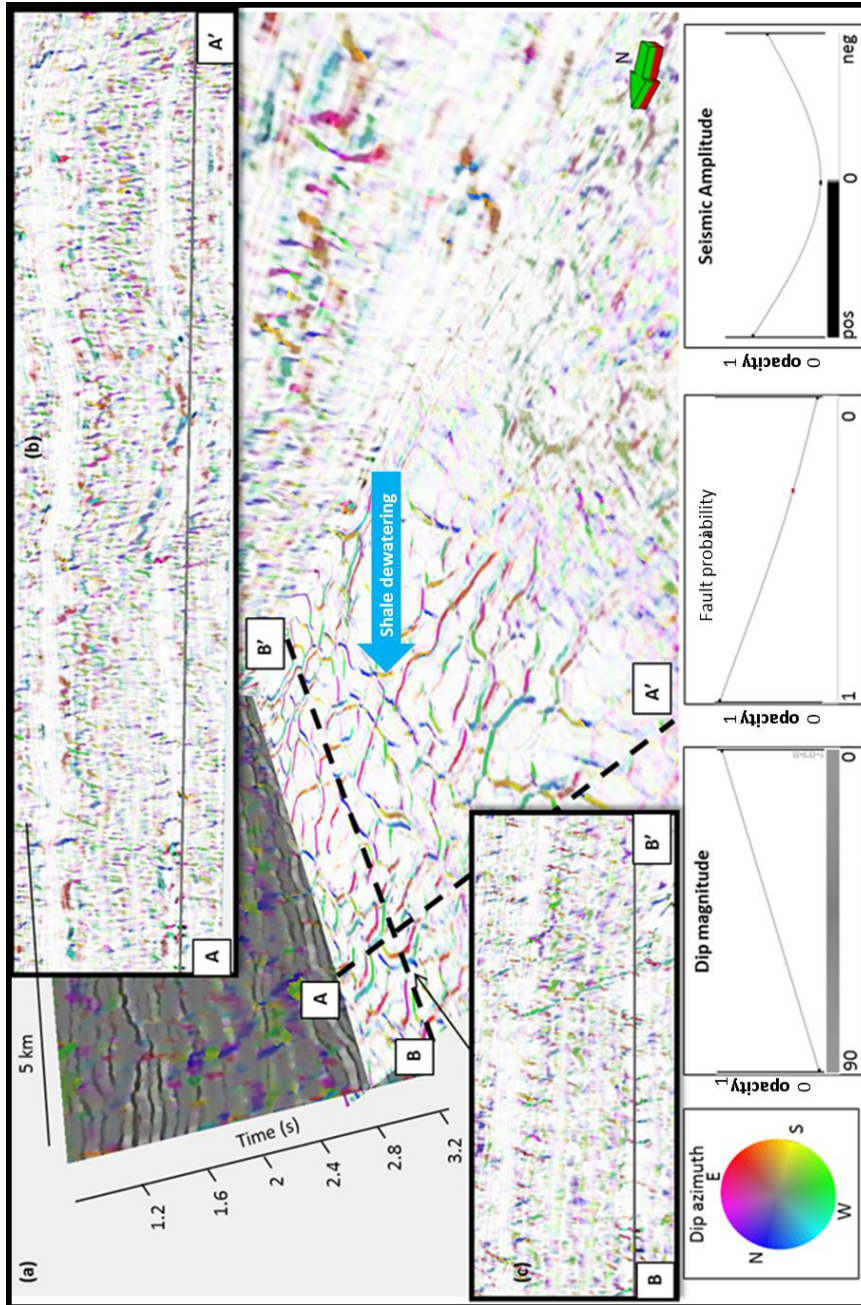 (a)
5 km
Time (s)
1.2
1.6
2
2.4
2.8
3.2
A
A'
B
B'
Shale dewatering
N
(b)
A
A'
(c)
B
B'
Dip azimuth
N
E
S
W
Dip magnitude
opacity
1
0
90
0
Fault probability
opacity
1
0
1
0
Seismic Amplitude
opacity
1
0
pos
0
neg